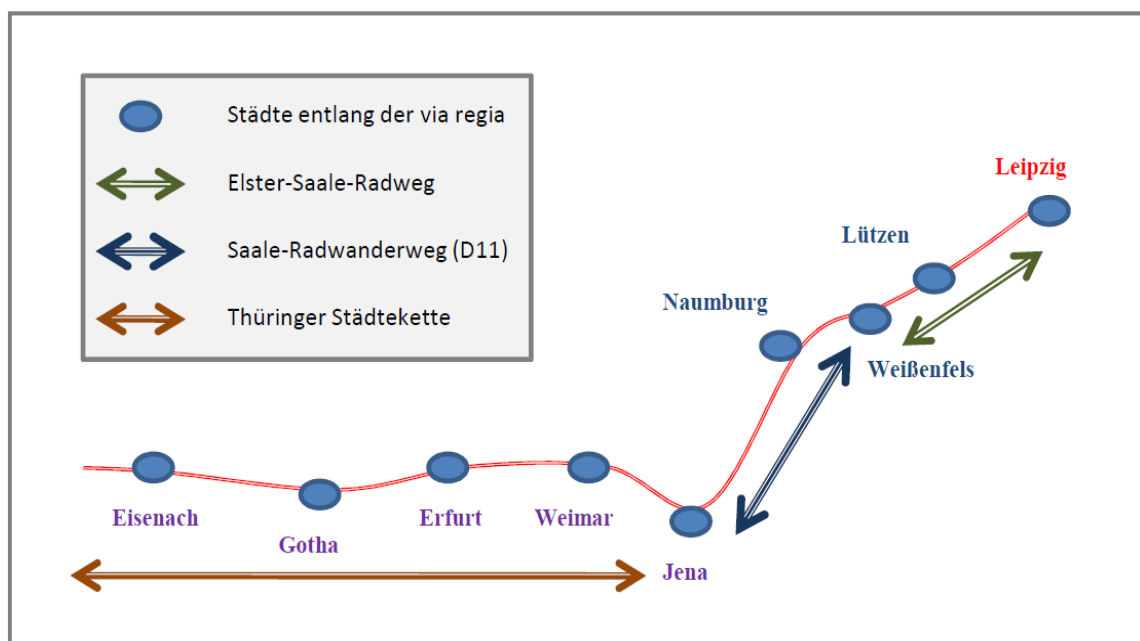 Städte entlang der via regia
Elster-Saale-Radweg
Saale-Radwanderweg (D11)
Thüringer Städtekette
Leipzig
Lützen
Naumburg
Weißenfels
Eisenach
Gotha
Erfurt
Weimar
Jena